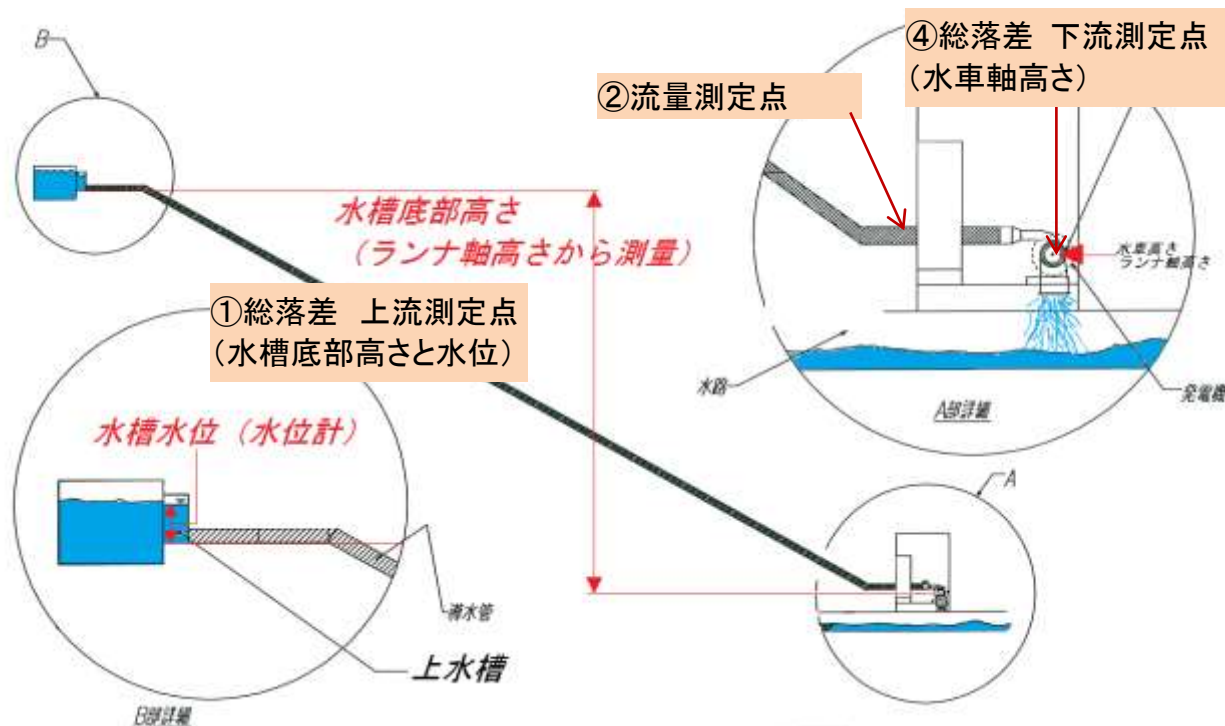 B
④総落差 下流測定点
(水車軸高さ)
②流量測定点
水槽底部高さ
(ランナ軸高さから測量)
水車高さ
ランナ軸高さ
①総落差 上流測定点
(水槽底部高さと水位)
水路
発電機
A部詳細
水槽水位(水位計)
A
導水管
上水槽
B部詳細